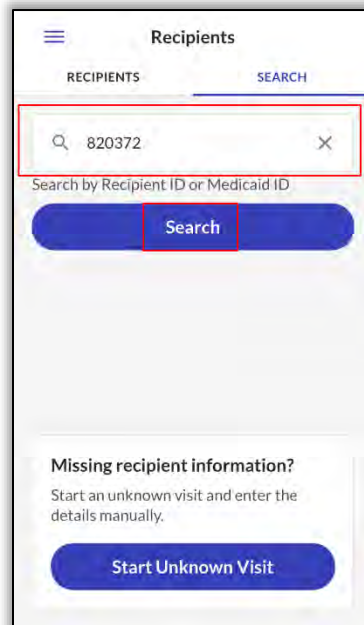 Recipients
RECIPIENTS SEARCH
820372
Search by Recipient ID or Medicaid ID
Search
Missing recipient information?
Start an unknown visit and enter the
details manually.
Start Unknown Visit